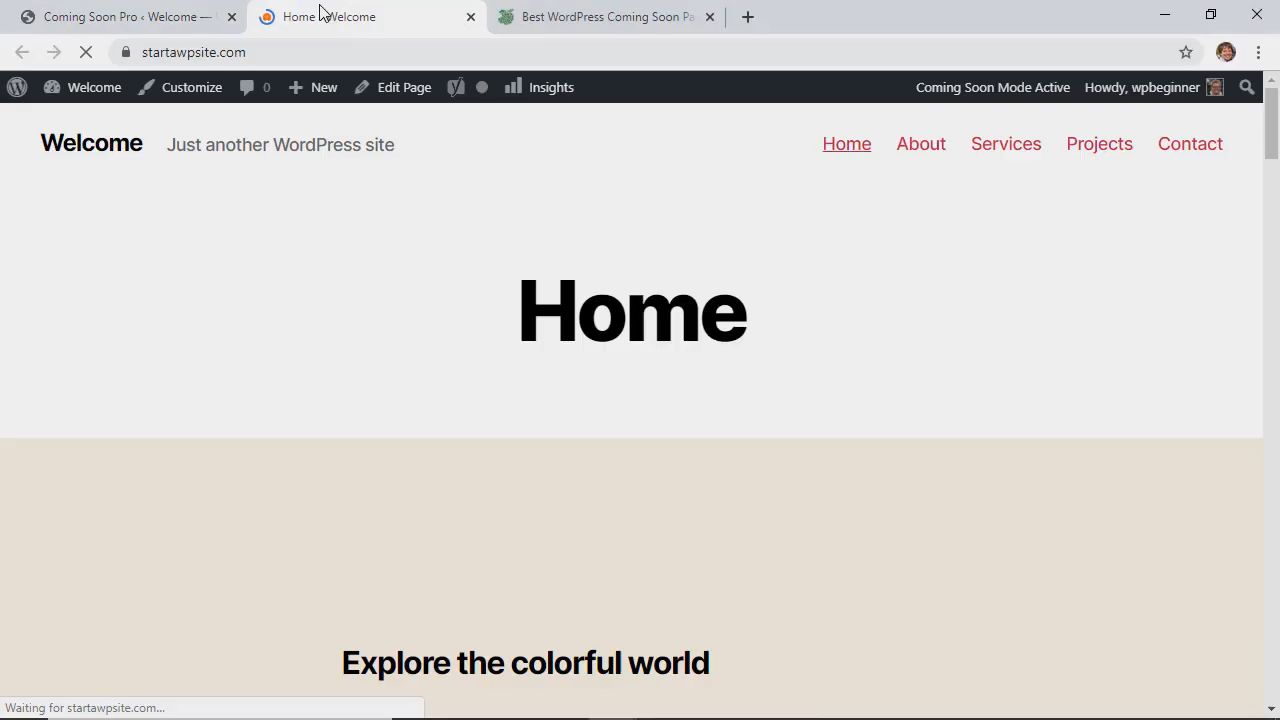 Coming Soon Pro ‹ Welcome —
Home Welcome
Best WordPress Coming Soon Pa
startawpsite.com
Welcome Customize 0 New Edit Page Insights Coming Soon Mode Active Howdy, wpbeginner
Welcome Just another WordPress site Home About Services Projects Contact
Home
Explore the colorful world
Waiting for startawpsite.com...